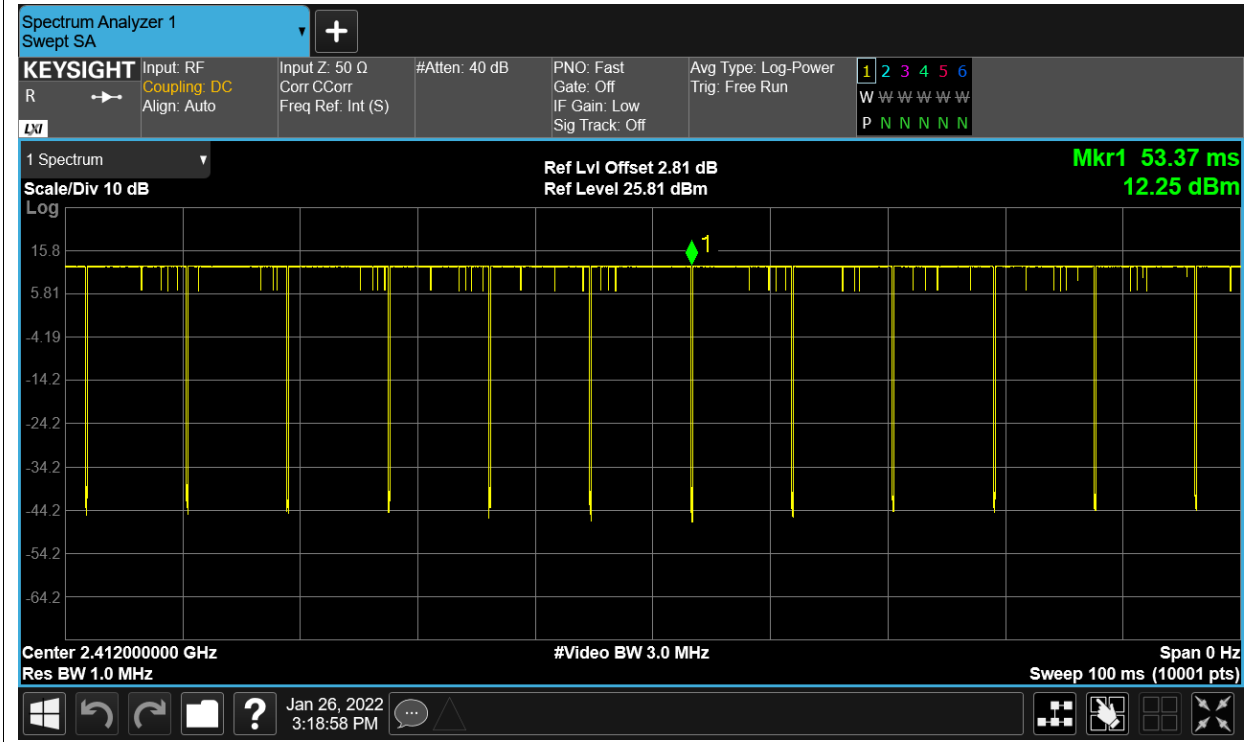 Spectrum Analyzer 1
Swept SA
+
KEYSIGHT
R
LXI
Input: RF
Coupling: DC
Align: Auto
Input Z: 50 Ω
Corr CCorr
Freq Ref: Int (S)
#Atten: 40 dB
PNO: Fast
Gate: Off
IF Gain: Low
Sig Track: Off
Avg Type: Log-Power
Trig: Free Run
1 2 3 4 5 6
W W W W W W
P N N N N N
1 Spectrum
Scale/Div 10 dB
Log
Ref Lvl Offset 2.81 dB
Ref Level 25.81 dBm
Mkr1 53.37 ms
12.25 dBm
1
15.8
5.81
-4.19
-14.2
-24.2
-34.2
-44.2
-54.2
-64.2
Center 2.412000000 GHz
Res BW 1.0 MHz
#Video BW 3.0 MHz
Span 0 Hz
Sweep 100 ms (10001 pts)
?
Jan 26, 2022
3:18:58 PM